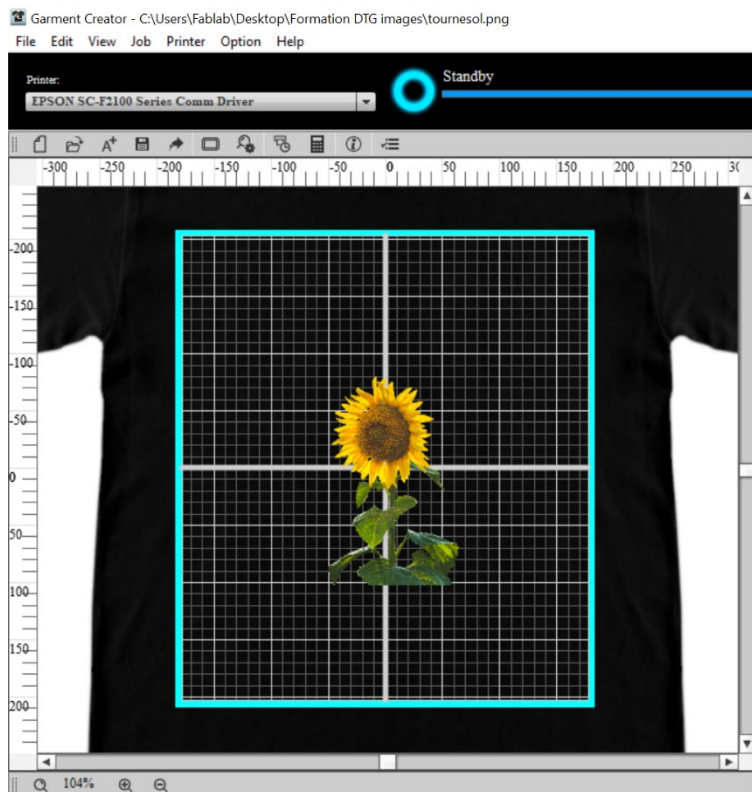 Garment Creator - C:\Users\Fablab\Desktop\Formation DTG images\tournesol.png
File Edit View Job Printer Option Help
Printer:
Standby
EPSON SC-F2100 Series Comm Driver
-300 -250 -200 -150 -100 -50 0 50 100 150 200 250 30
-200
-150
-100
-50
0
50
100
150
200
104%